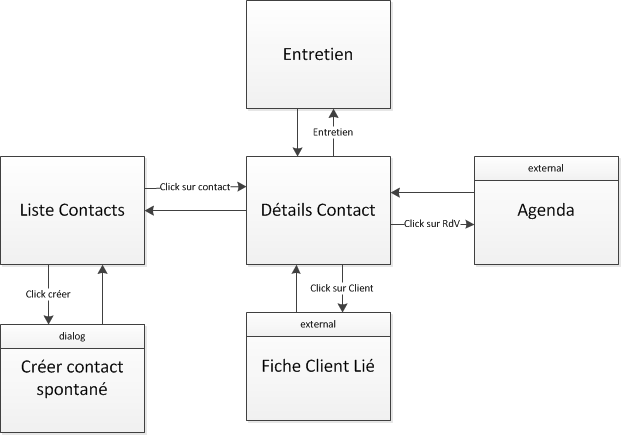 Entretien
Entretien
Liste Contacts
Click sur contact
Détails Contact
Click sur RdV
external
Agenda
Click créer
Click sur Client
dialog
Créer contact
spontané
external
Fiche Client Lié